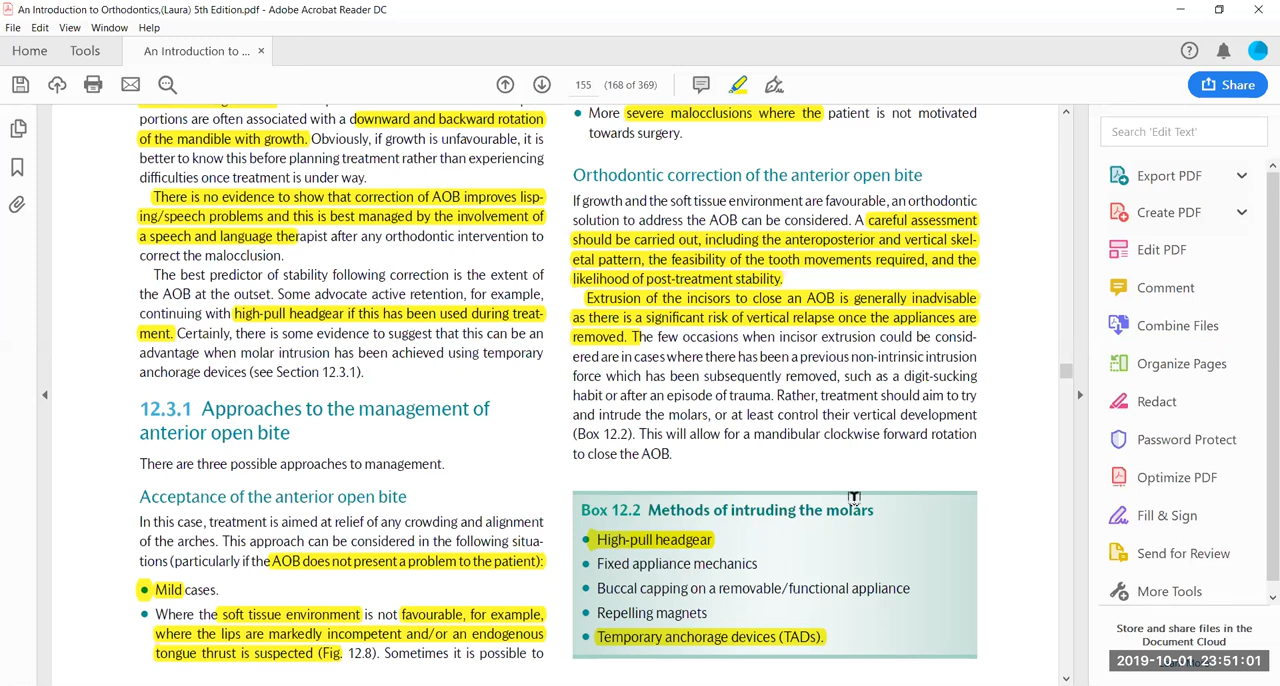 An Introduction to Orthodontics,(Laura) 5th Edition.pdf - Adobe Acrobat Reader DC
File Edit View Window Help
Home Tools An Introduction to ... ×
155 (168 of 369) Share
portions are often associated with a downward and backward rotation
of the mandible with growth. Obviously, if growth is unfavourable, it is
better to know this before planning treatment rather than experiencing
difficulties once treatment is under way.
There is no evidence to show that correction of AOB improves lisp-
ing/speech problems and this is best managed by the involvement of
a speech and language therapist after any orthodontic intervention to
correct the malocclusion.
The best predictor of stability following correction is the extent of
the AOB at the outset. Some advocate active retention, for example,
continuing with high-pull headgear if this has been used during treat-
ment. Certainly, there is some evidence to suggest that this can be an
advantage when molar intrusion has been achieved using temporary
anchorage devices (see Section 12.3.1).
12.3.1 Approaches to the management of
anterior open bite
There are three possible approaches to management.
Acceptance of the anterior open bite
In this case, treatment is aimed at relief of any crowding and alignment
of the arches. This approach can be considered in the following situa-
tions (particularly if the AOB does not present a problem to the patient):
• Mild cases.
• Where the soft tissue environment is not favourable, for example,
where the lips are markedly incompetent and/or an endogenous
tongue thrust is suspected (Fig. 12.8). Sometimes it is possible to
• More severe malocclusions where the patient is not motivated
towards surgery.
Orthodontic correction of the anterior open bite
If growth and the soft tissue environment are favourable, an orthodontic
solution to address the AOB can be considered. A careful assessment
should be carried out, including the anteroposterior and vertical skel-
etal pattern, the feasibility of the tooth movements required, and the
likelihood of post-treatment stability.
Extrusion of the incisors to close an AOB is generally inadvisable
as there is a significant risk of vertical relapse once the appliances are
removed. The few occasions when incisor extrusion could be consid-
ered are in cases where there has been a previous non-intrinsic intrusion
force which has been subsequently removed, such as a digit-sucking
habit or after an episode of trauma. Rather, treatment should aim to try
and intrude the molars, or at least control their vertical development
(Box 12.2). This will allow for a mandibular clockwise forward rotation
to close the AOB.
Box 12.2 Methods of intruding the molars
• High-pull headgear
• Fixed appliance mechanics
• Buccal capping on a removable/functional appliance
• Repelling magnets
• Temporary anchorage devices (TADs).
Search 'Edit Text'
Export PDF
Create PDF
Edit PDF
Comment
Combine Files
Organize Pages
Redact
Password Protect
Optimize PDF
Fill & Sign
Send for Review
More Tools
Store and share files in the
Document Cloud
2019-10-01 23:51:01